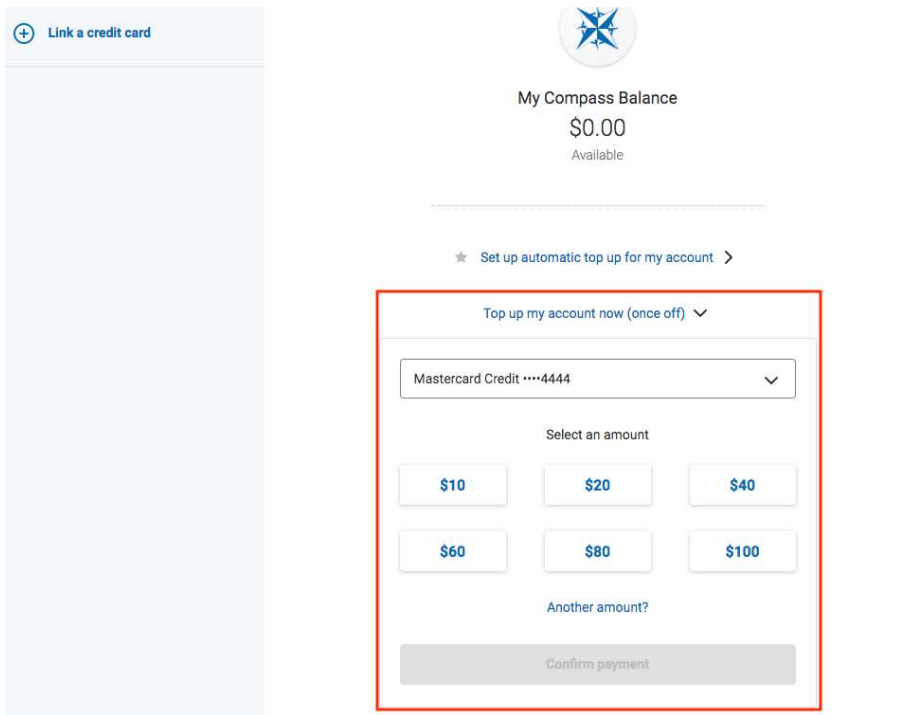 Link a credit card
My Compass Balance
$0.00
Available
Set up automatic top up for my account
Top up my account now (once off)
Mastercard Credit ••••4444
Select an amount
$10 $20 $40
$60 $80 $100
Another amount?
Confirm payment